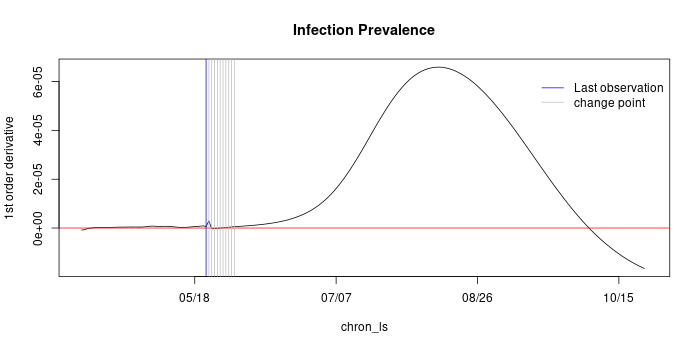 Infection Prevalence
1st order derivative
6e-05
4e-05
2e-05
0e+00
Last observation
change point
05/18
07/07
08/26
10/15
chron_ls